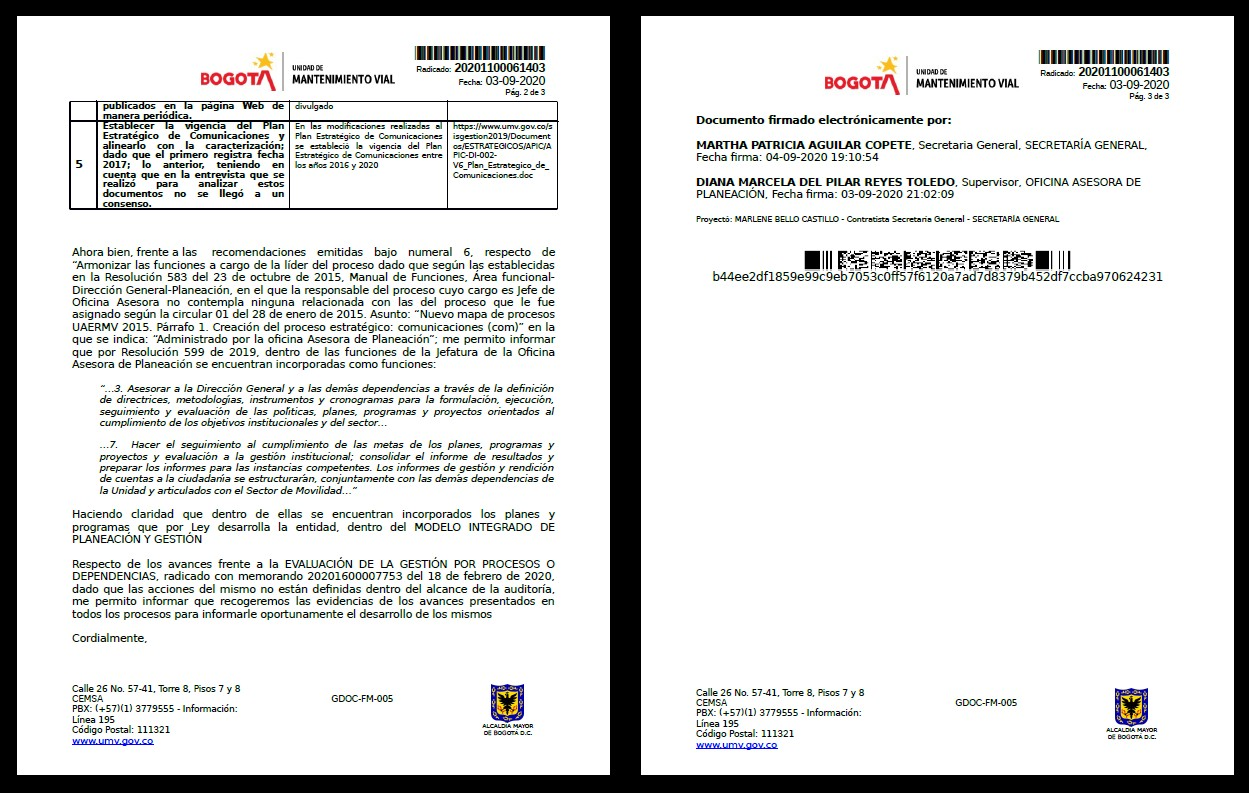 BOGOTÁ
UNIDAD DE
MANTENIMIENTO VIAL
Radicado: 20201100061403
Fecha: 03-09-2020
Pág. 2 de 3
publicados en la página Web de
manera periódica.
divulgado
5
Establecer la vigencia del Plan
Estratégico de Comunicaciones y
alinearlo con la caracterización;
dado que el primero registra fecha
2017; lo anterior, teniendo en
cuenta que en la entrevista que se
realizó para analizar estos
documentos no se llegó a un
consenso.
En las modificaciones realizadas al
Plan Estratégico de Comunicaciones
se estableció la vigencia del Plan
Estratégico de Comunicaciones entre
los años 2016 y 2020
https://www.umv.gov.co/s
isgestion2019/Document
os/ESTRATEGICOS/APIC/A
PIC-DI-002-
V6_Plan_Estrategico_de_
Comunicaciones.doc
Ahora bien, frente a las recomendaciones emitidas bajo numeral 6, respecto de
“Armonizar las funciones a cargo de la líder del proceso dado que según las establecidas
en la Resolución 583 del 23 de octubre de 2015, Manual de Funciones, Área funcional-
Dirección General-Planeación, en el que la responsable del proceso cuyo cargo es Jefe de
Oficina Asesora no contempla ninguna relacionada con las del proceso que le fue
asignado según la circular 01 del 28 de enero de 2015. Asunto: “Nuevo mapa de procesos
UAERMV 2015. Párrafo 1. Creación del proceso estratégico: comunicaciones (com)” en la
que se indica: “Administrado por la oficina Asesora de Planeación”; me permito informar
que por Resolución 599 de 2019, dentro de las funciones de la Jefatura de la Oficina
Asesora de Planeación se encuentran incorporadas como funciones:
“...3. Asesorar a la Dirección General y a las demás dependencias a través de la definición
de directrices, metodologías, instrumentos y cronogramas para la formulación, ejecución,
seguimiento y evaluación de las políticas, planes, programas y proyectos orientados al
cumplimiento de los objetivos institucionales y del sector...
...7. Hacer el seguimiento al cumplimiento de las metas de los planes, programas y
proyectos y evaluación a la gestión institucional; consolidar el informe de resultados y
preparar los informes para las instancias competentes. Los informes de gestión y rendición
de cuentas a la ciudadanía se estructurarán, conjuntamente con las demás dependencias de
la Unidad y articulados con el Sector de Movilidad...”
Haciendo claridad que dentro de ellas se encuentran incorporados los planes y
programas que por Ley desarrolla la entidad, dentro del MODELO INTEGRADO DE
PLANEACIÓN Y GESTIÓN
Respecto de los avances frente a la EVALUACIÓN DE LA GESTIÓN POR PROCESOS O
DEPENDENCIAS, radicado con memorando 20201600007753 del 18 de febrero de 2020,
dado que las acciones del mismo no están definidas dentro del alcance de la auditoría,
me permito informar que recogeremos las evidencias de los avances presentados en
todos los procesos para informarle oportunamente el desarrollo de los mismos
Cordialmente,
Calle 26 No. 57-41, Torre 8, Pisos 7 y 8
CEMSA
PBX: (+57)(1) 3779555 - Información:
Línea 195
Código Postal: 111321
www.umv.gov.co
GDOC-FM-005
ALCALDIA MAYOR
DE BOGOTÁ D.C.
BOGOTÁ
UNIDAD DE
MANTENIMIENTO VIAL
Radicado: 20201100061403
Fecha: 03-09-2020
Pág. 3 de 3
Documento firmado electrónicamente por:
MARTHA PATRICIA AGUILAR COPETE, Secretaria General, SECRETARÍA GENERAL,
Fecha firma: 04-09-2020 19:10:54
DIANA MARCELA DEL PILAR REYES TOLEDO, Supervisor, OFICINA ASESORA DE
PLANEACIÓN, Fecha firma: 03-09-2020 21:02:09
Proyectó: MARLENE BELLO CASTILLO - Contratista Secretaría General - SECRETARÍA GENERAL
b44ee2df1859e99c9eb7053c0ff57f6120a7ad7d8379b452df7ccba970624231
Calle 26 No. 57-41, Torre 8, Pisos 7 y 8
CEMSA
PBX: (+57)(1) 3779555 - Información:
Línea 195
Código Postal: 111321
www.umv.gov.co
GDOC-FM-005
ALCALDIA MAYOR
DE BOGOTÁ D.C.